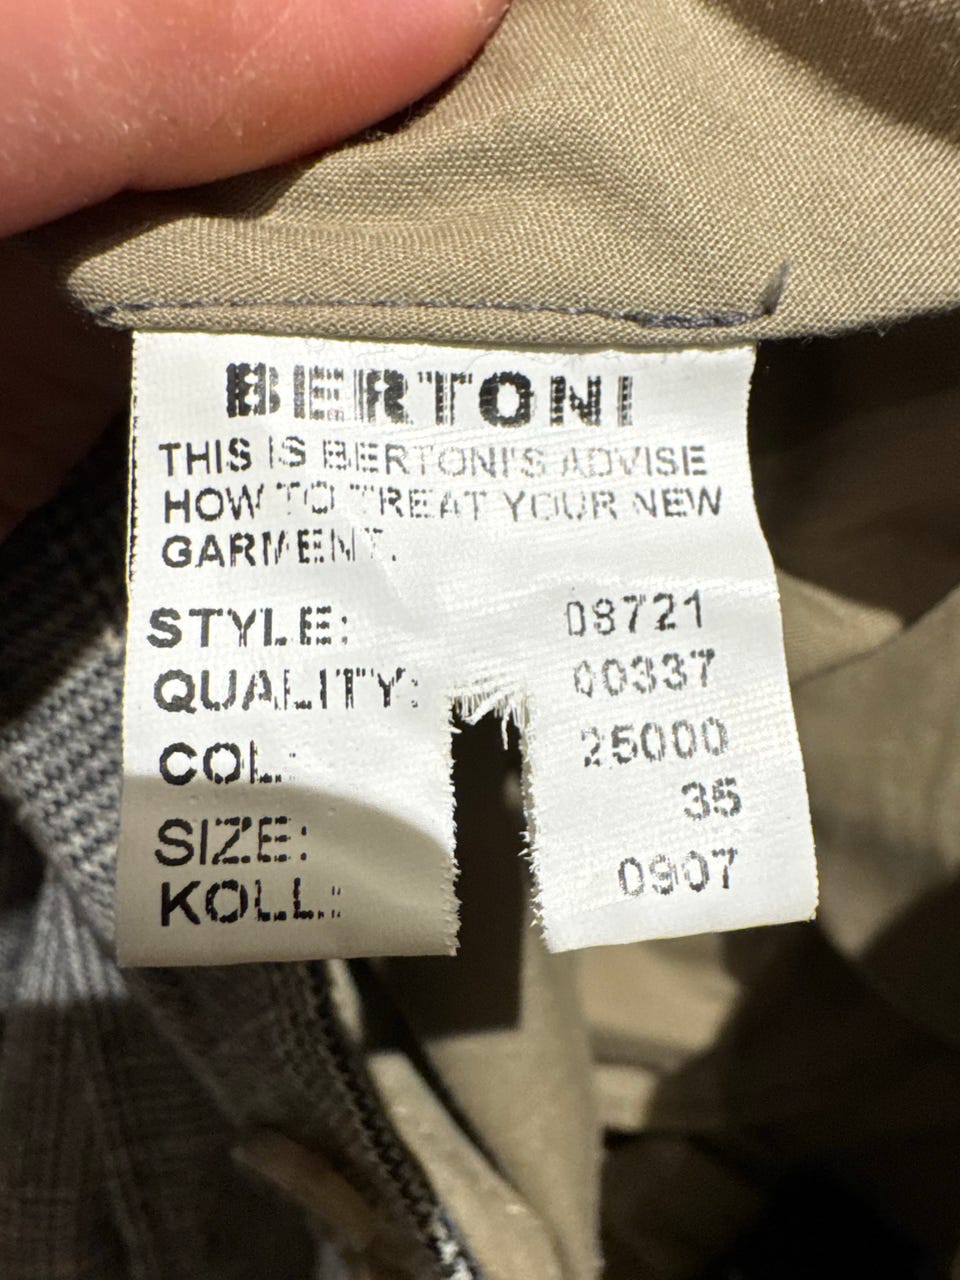 BERTONI
THIS IS BERTONI'S ADVISE
HOW TO TREAT YOUR NEW
GARMENT.
STYLE: 08721
QUALITY: 00337
COL.: 25000
SIZE: 35
KOLL.: 0907